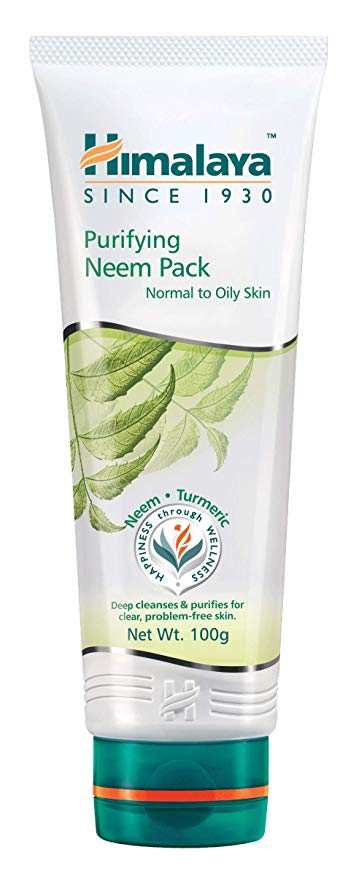 Himalaya™
SINCE 1930
Purifying
Neem Pack
Normal to Oily Skin
Neem • Turmeric
HAPPINESS through WELLNESS
Deep cleanses & purifies for
clear, problem-free skin.
Net Wt. 100g
H